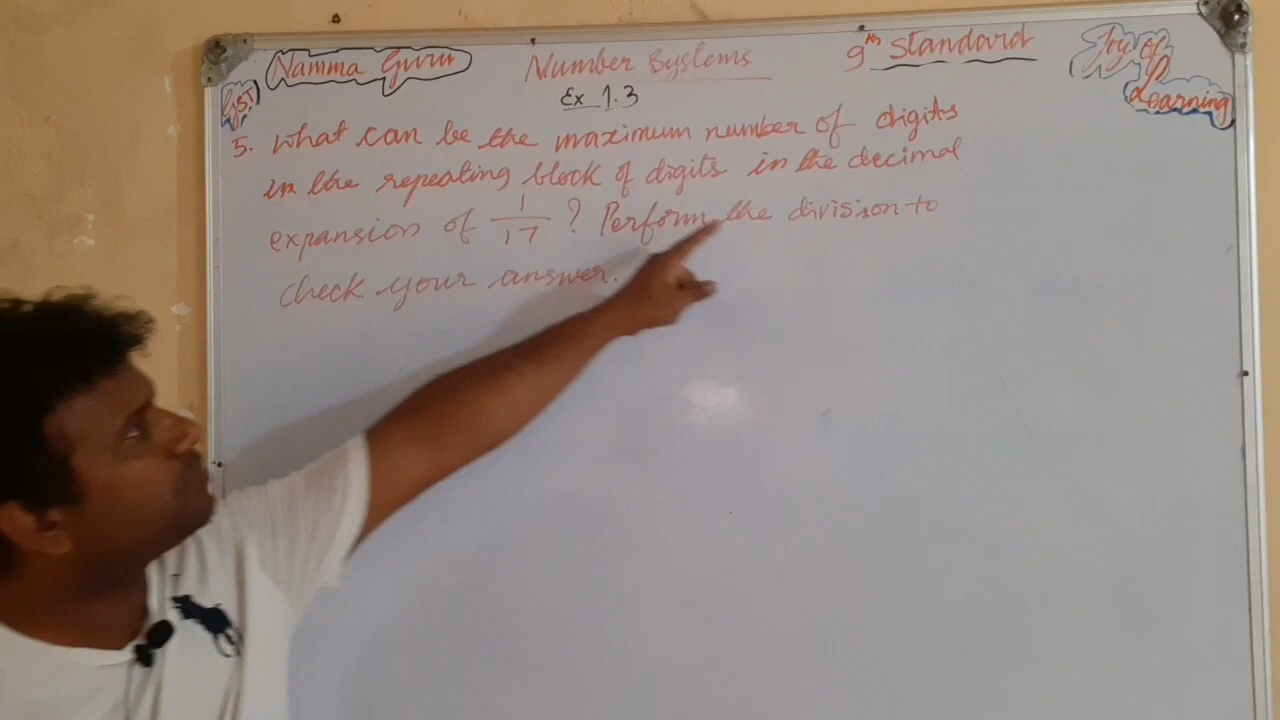 Namma Guru Number Systems 9th Standard Joy of
Learning
Ex 1.3
5. What can be the maximum number of digits
in the repeating block of digits in the decimal
expansion of 1/17 ? Perform the division to
check your answer.